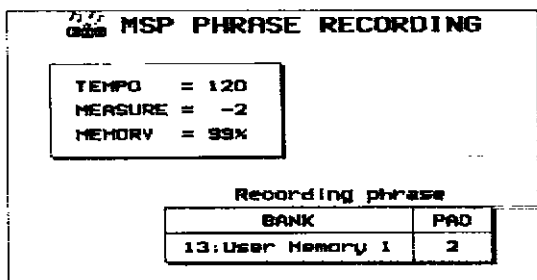 MSP PHRASE RECORDING
TEMPO = 120
MEASURE = -2
MEMORY = 99%
Recording phrase
BANK PAD
13:User Memory 1 2